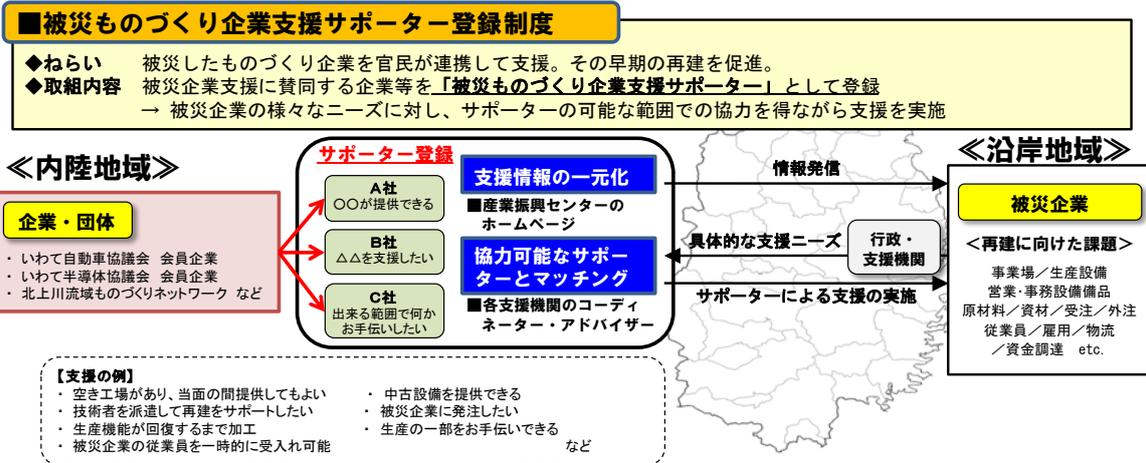 ■被災ものづくり企業支援サポーター登録制度
◆ねらい　被災したものづくり企業を官民が連携して支援。その早期の再建を促進。
◆取組内容　被災企業支援に賛同する企業等を「被災ものづくり企業支援サポーター」として登録
→ 被災企業の様々なニーズに対し、サポーターの可能な範囲での協力を得ながら支援を実施
≪内陸地域≫
企業・団体
・ いわて自動車協議会 会員企業
・ いわて半導体協議会 会員企業
・ 北上川流域ものづくりネットワーク など
サポーター登録
A社
○○が提供できる
B社
△△を支援したい
C社
出来る範囲で何か
お手伝いしたい
支援情報の一元化
■産業振興センターの
ホームページ
協力可能なサポー
ターとマッチング
■各支援機関のコーディ
ネーター・アドバイザー
情報発信
具体的な支援ニーズ
行政・
支援機関
サポーターによる支援の実施
≪沿岸地域≫
被災企業
＜再建に向けた課題＞
事業場／生産設備
営業・事務設備備品
原材料／資材／受注／外注
従業員／雇用／物流
／資金調達 etc.
【支援の例】
・ 空き工場があり、当面の間提供してもよい
・ 技術者を派遣して再建をサポートしたい
・ 生産機能が回復するまで加工
・ 被災企業の従業員を一時的に受入れ可能
・ 中古設備を提供できる
・ 被災企業に発注したい
・ 生産の一部をお手伝いできる
など